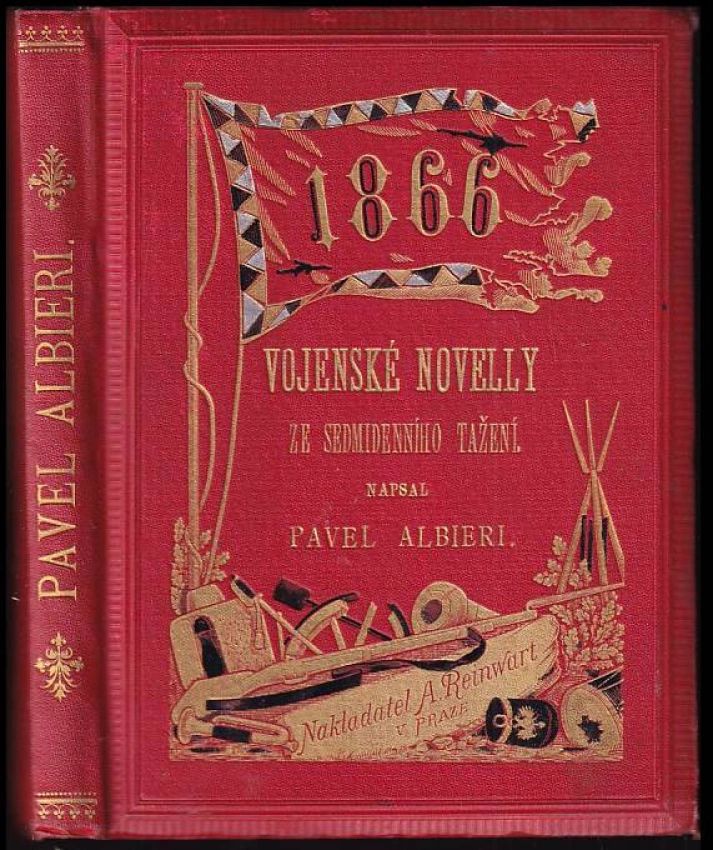 PAVEL ALBIERI.
1866
VOJENSKÉ NOVELLY
ZE SEDMIDENNÍHO TAŽENÍ.
NAPSAL
PAVEL ALBIERI.
Nakladatel A. Reinwart
V PRAZE